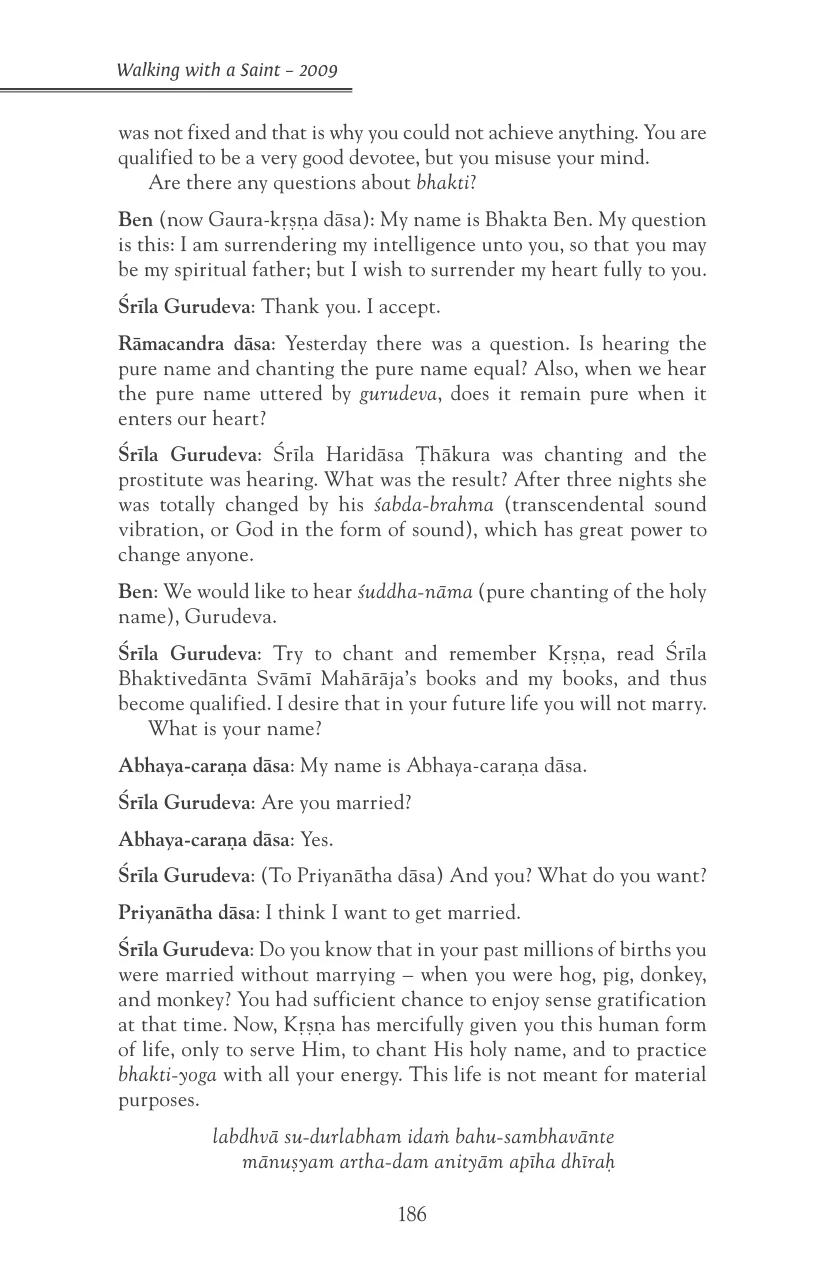 Walking with a Saint – 2009
was not fixed and that is why you could not achieve anything. You are
qualified to be a very good devotee, but you misuse your mind.
Are there any questions about bhakti?
Ben (now Gaura-kṛṣṇa dāsa): My name is Bhakta Ben. My question
is this: I am surrendering my intelligence unto you, so that you may
be my spiritual father; but I wish to surrender my heart fully to you.
Śrīla Gurudeva: Thank you. I accept.
Rāmacandra dāsa: Yesterday there was a question. Is hearing the
pure name and chanting the pure name equal? Also, when we hear
the pure name uttered by gurudeva, does it remain pure when it
enters our heart?
Śrīla Gurudeva: Śrīla Haridāsa Ṭhākura was chanting and the
prostitute was hearing. What was the result? After three nights she
was totally changed by his śabda-brahma (transcendental sound
vibration, or God in the form of sound), which has great power to
change anyone.
Ben: We would like to hear śuddha-nāma (pure chanting of the holy
name), Gurudeva.
Śrīla Gurudeva: Try to chant and remember Kṛṣṇa, read Śrīla
Bhaktivedānta Svāmī Mahārāja's books and my books, and thus
become qualified. I desire that in your future life you will not marry.
What is your name?
Abhaya-caraṇa dāsa: My name is Abhaya-caraṇa dāsa.
Śrīla Gurudeva: Are you married?
Abhaya-caraṇa dāsa: Yes.
Śrīla Gurudeva: (To Priyanātha dāsa) And you? What do you want?
Priyanātha dāsa: I think I want to get married.
Śrīla Gurudeva: Do you know that in your past millions of births you
were married without marrying – when you were hog, pig, donkey,
and monkey? You had sufficient chance to enjoy sense gratification
at that time. Now, Kṛṣṇa has mercifully given you this human form
of life, only to serve Him, to chant His holy name, and to practice
bhakti-yoga with all your energy. This life is not meant for material
purposes.
labdhvā su-durlabham idaṁ bahu-sambhavānte
mānuṣyam artha-dam anityām apīha dhīraḥ
186